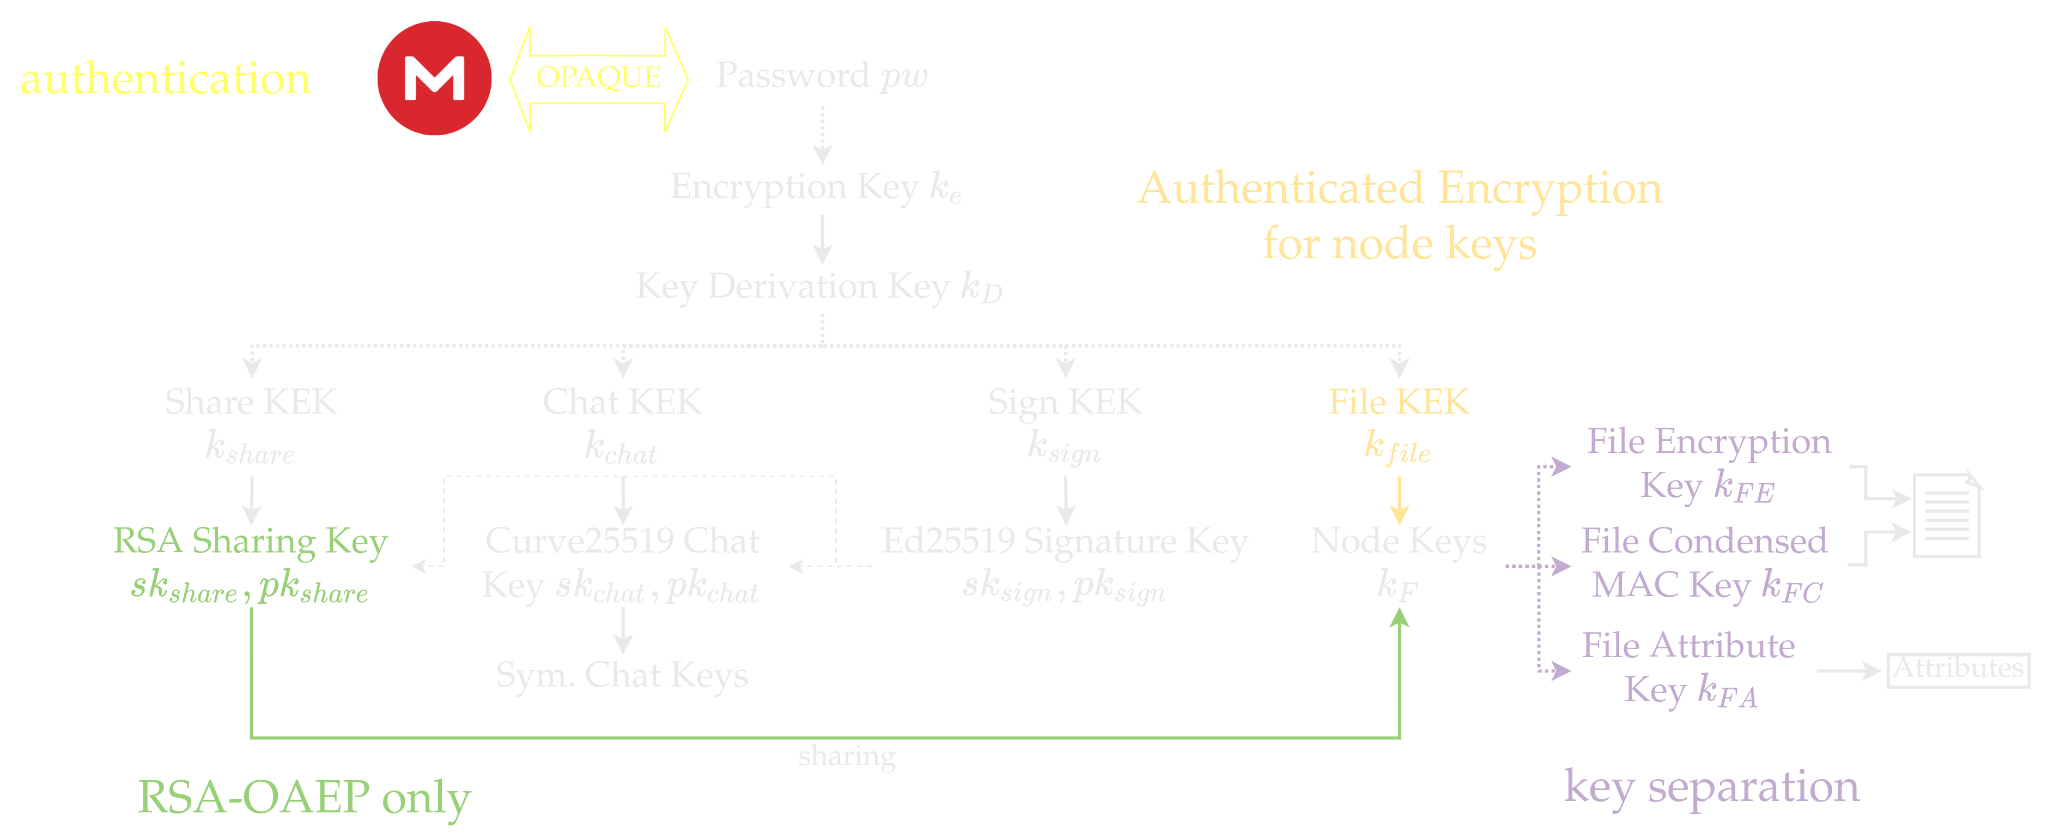 authentication
M
OPAQUE
Password pw
Encryption Key k_e
Authenticated Encryption
for node keys
Key Derivation Key k_D
Share KEK
k_share
Chat KEK
k_chat
Sign KEK
k_sign
File KEK
k_file
RSA Sharing Key
sk_share, pk_share
Curve25519 Chat
Key sk_chat, pk_chat
Ed25519 Signature Key
sk_sign, pk_sign
Node Keys
k_F
File Encryption
Key k_FE
File Condensed
MAC Key k_FC
File Attribute
Key k_FA
Attributes
Sym. Chat Keys
sharing
RSA-OAEP only
key separation